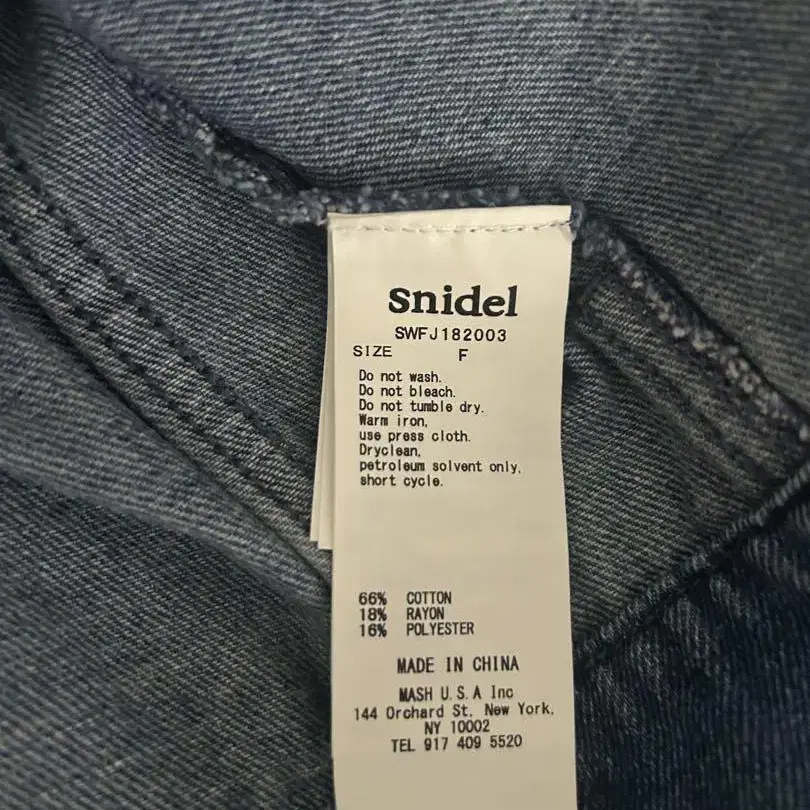 snidel
SWFJ182003
SIZE F
Do not wash.
Do not bleach.
Do not tumble dry.
Warm iron,
use press cloth.
Dryclean,
petroleum solvent only,
short cycle.
66% COTTON
18% RAYON
16% POLYESTER
MADE IN CHINA
MASH U.S.A Inc
144 Orchard St. New York.
NY 10002
TEL 917 409 5520